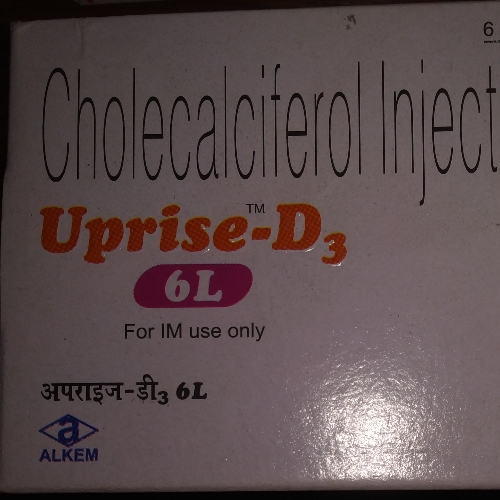 6
Cholecalciferol Inject
Uprise-D₃™
6L
For IM use only
अपराइज-डी₃ 6L
a
ALKEM